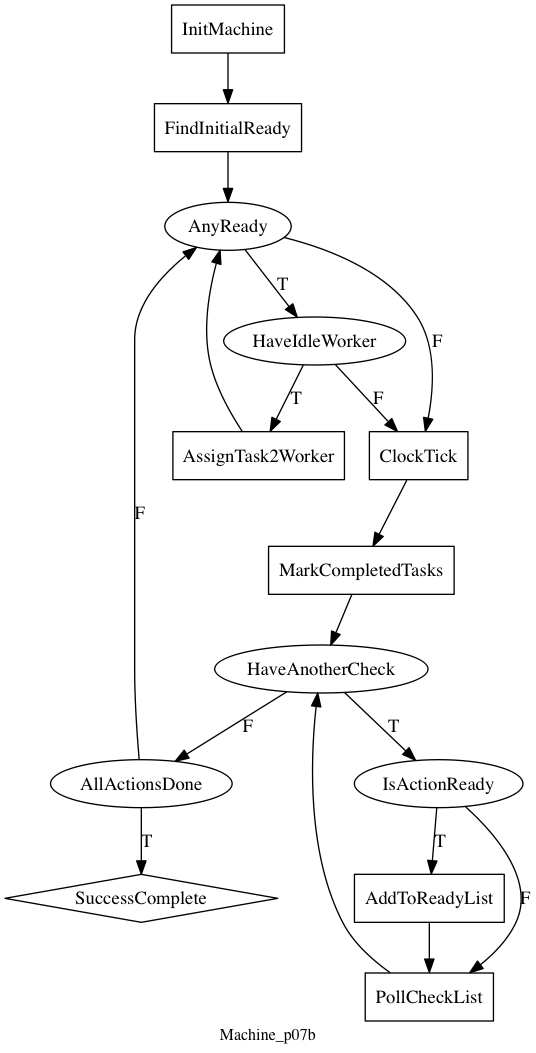 InitMachine
FindInitialReady
AnyReady
T
HaveIdleWorker
F
T
F
AssignTask2Worker
ClockTick
F
MarkCompletedTasks
HaveAnotherCheck
F
T
AllActionsDone
IsActionReady
T
T
SuccessComplete
AddToReadyList
F
PollCheckList
Machine_p07b